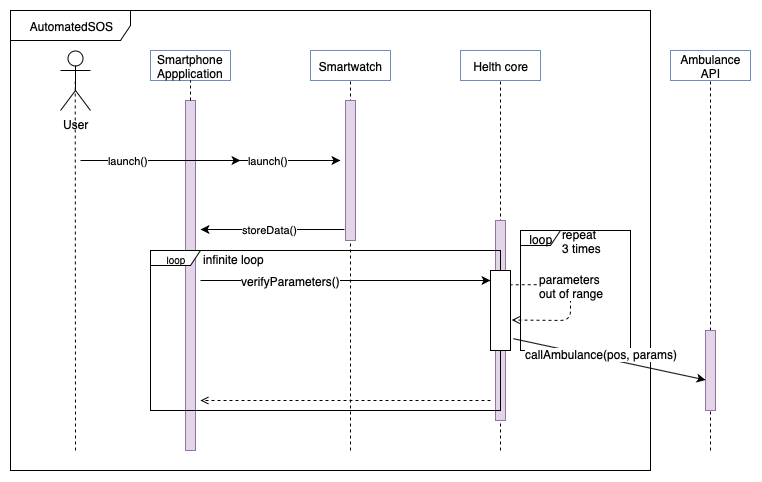 AutomatedSOS
Smartphone
Appplication
Smartwatch
Helth core
Ambulance
API
User
launch()
launch()
storeData()
loop
repeat
3 times
loop
infinite loop
verifyParameters()
parameters
out of range
callAmbulance(pos, params)